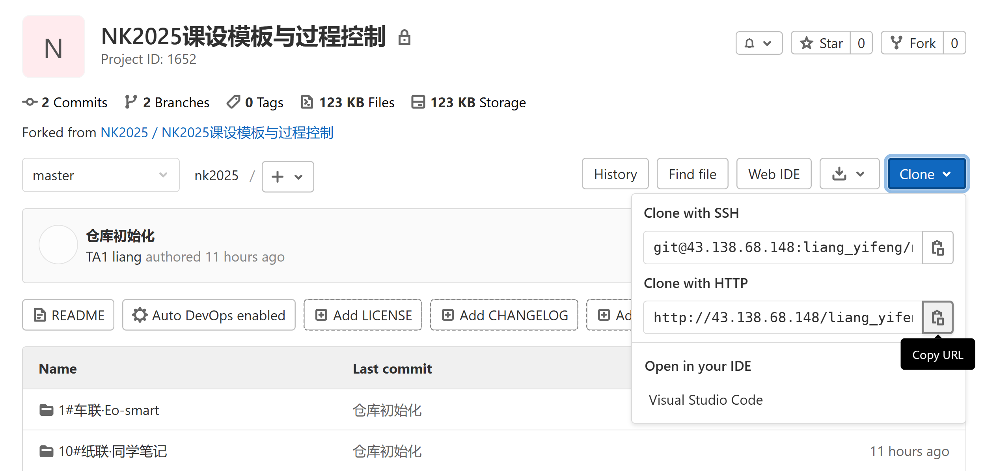 N
NK2025课设模板与过程控制
Project ID: 1652
Star 0
Fork 0
2 Commits 2 Branches 0 Tags 123 KB Files 123 KB Storage
Forked from NK2025 / NK2025课设模板与过程控制
master nk2025 / History Find file Web IDE Clone
仓库初始化
TA1 liang authored 11 hours ago
Clone with SSH
git@43.138.68.148:liang_yifeng/
Clone with HTTP
http://43.138.68.148/liang_yife
Copy URL
Open in your IDE
Visual Studio Code
README Auto DevOps enabled Add LICENSE Add CHANGELOG Ad
Name Last commit
1#车联·Eo-smart 仓库初始化
10#纸联·同学笔记 仓库初始化 11 hours ago